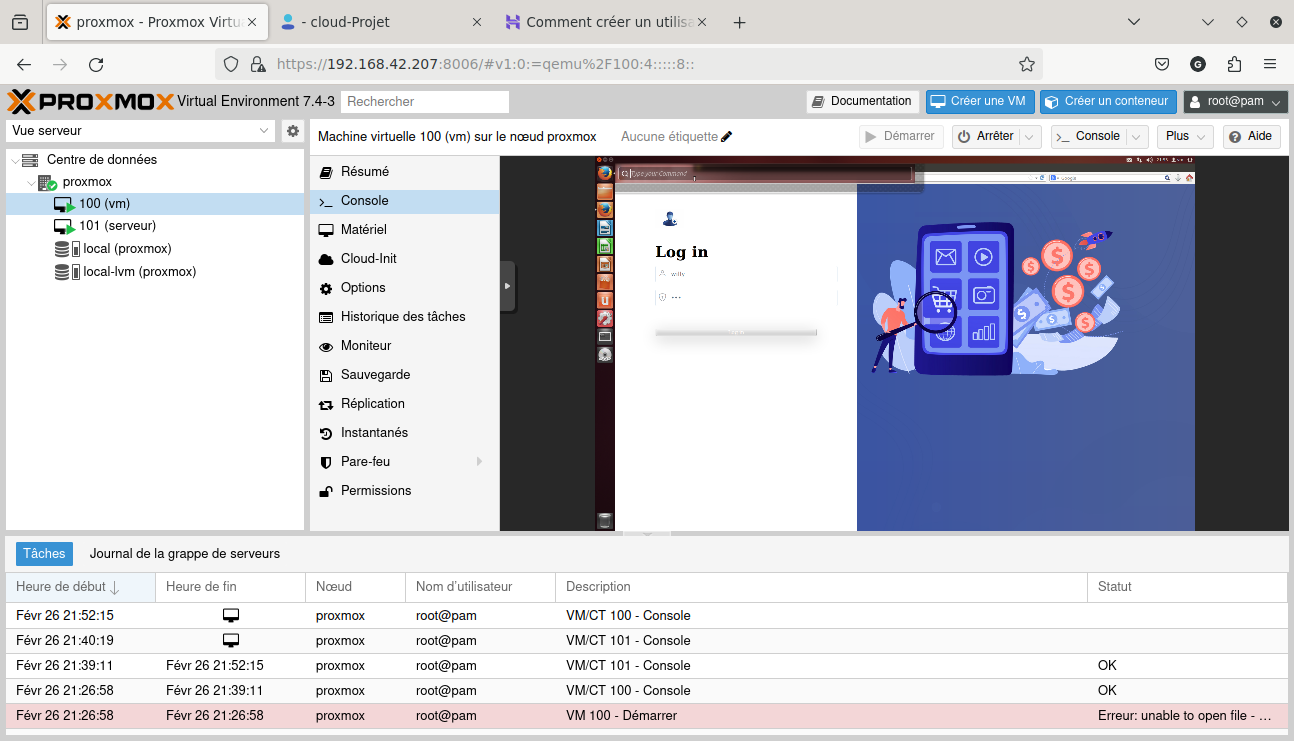 proxmox - Proxmox Virtu
- cloud-Projet
Comment créer un utilisa
https://192.168.42.207:8006/#v1:0:=qemu%2F100:4:::::8::
PROXMOX Virtual Environment 7.4-3 Rechercher Documentation Créer une VM Créer un conteneur root@pam
Vue serveur
Machine virtuelle 100 (vm) sur le nœud proxmox Aucune étiquette Démarrer Arrêter Console Plus Aide
Centre de données
proxmox
100 (vm)
101 (serveur)
local (proxmox)
local-lvm (proxmox)
Résumé
Console
Matériel
Cloud-Init
Options
Historique des tâches
Moniteur
Sauvegarde
Réplication
Instantanés
Pare-feu
Permissions
Type your Command
Google
Log in
Tâches Journal de la grappe de serveurs
Heure de début Heure de fin Nœud Nom d'utilisateur Description Statut
Févr 26 21:52:15 proxmox root@pam VM/CT 100 - Console
Févr 26 21:40:19 proxmox root@pam VM/CT 101 - Console
Févr 26 21:39:11 Févr 26 21:52:15 proxmox root@pam VM/CT 101 - Console OK
Févr 26 21:26:58 Févr 26 21:39:11 proxmox root@pam VM/CT 100 - Console OK
Févr 26 21:26:58 Févr 26 21:26:58 proxmox root@pam VM 100 - Démarrer Erreur: unable to open file - ...